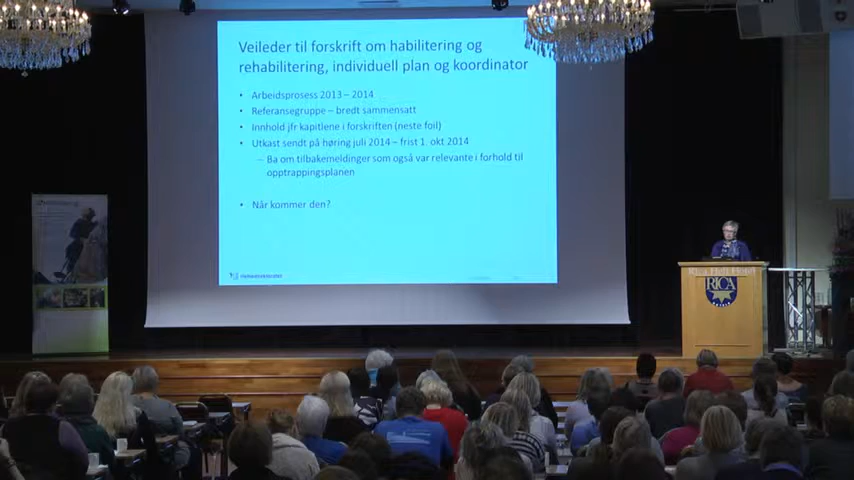 Veileder til forskrift om habilitering og
rehabilitering, individuell plan og koordinator
• Arbeidsprosess 2013 – 2014
• Referansegruppe – bredt sammensatt
• Innhold jfr kapitlene i forskriften (neste foil)
• Utkast sendt på høring juli 2014 – frist 1. okt 2014
– Ba om tilbakemeldinger som også var relevante i forhold til
opptrappingsplanen
• Når kommer den?
RICA